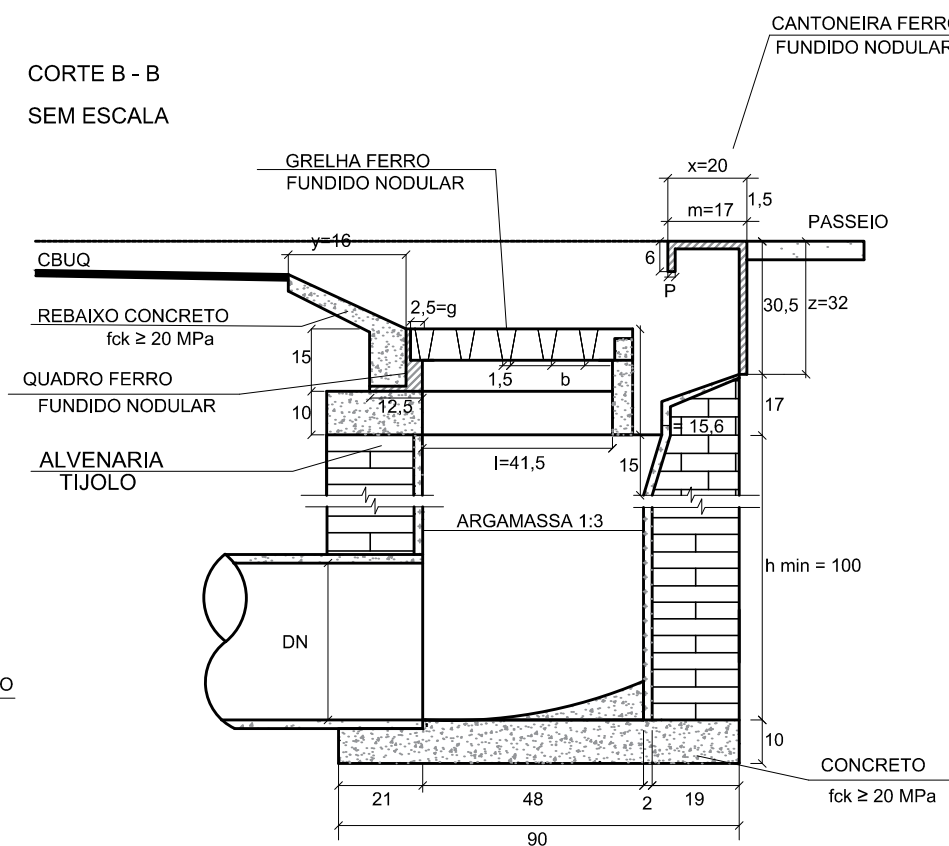 CANTONEIRA FERRO
FUNDIDO NODULAR
CORTE B - B
SEM ESCALA
GRELHA FERRO
FUNDIDO NODULAR
x=20
m=17
1,5
PASSEIO
y=16
CBUQ
6
P
30,5
z=32
2,5=g
REBAIXO CONCRETO
fck ≥ 20 MPa
15
QUADRO FERRO
FUNDIDO NODULAR
1,5
b
12,5
10
17
= 15,6
ALVENARIA
TIJOLO
l=41,5
15
ARGAMASSA 1:3
h min = 100
DN
O
10
CONCRETO
fck ≥ 20 MPa
21
48
2
19
90